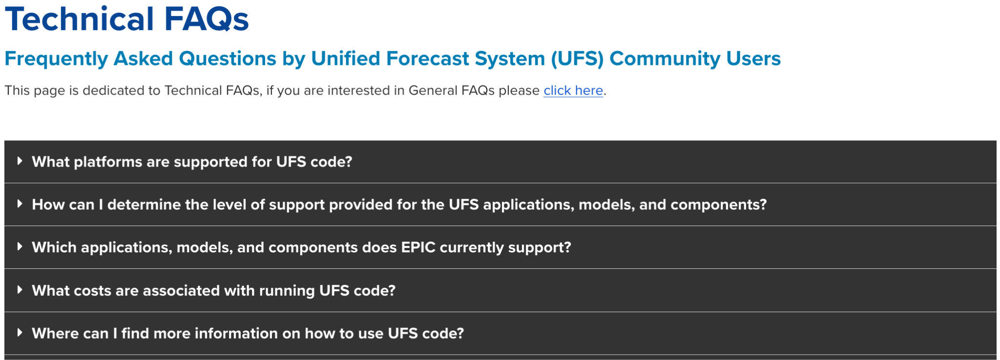 Technical FAQs
Frequently Asked Questions by Unified Forecast System (UFS) Community Users
This page is dedicated to Technical FAQs, if you are interested in General FAQs please click here.
What platforms are supported for UFS code?
How can I determine the level of support provided for the UFS applications, models, and components?
Which applications, models, and components does EPIC currently support?
What costs are associated with running UFS code?
Where can I find more information on how to use UFS code?